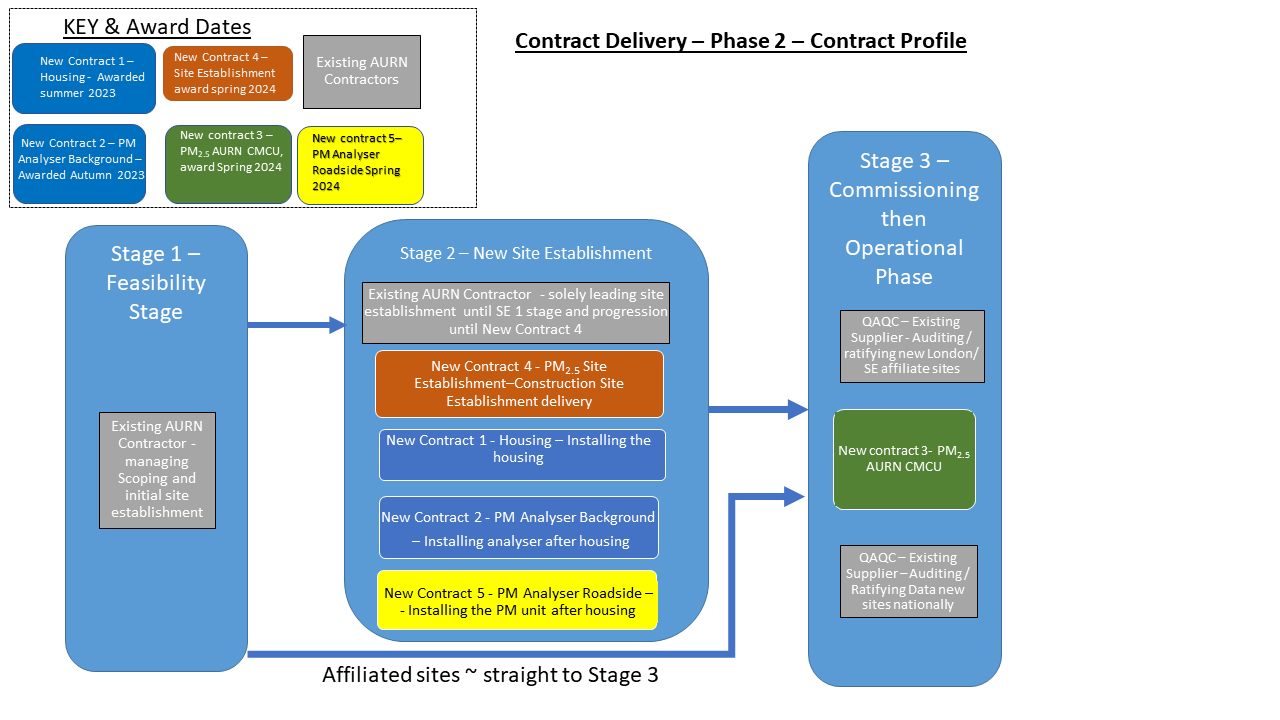 KEY & Award Dates
New Contract 1 –
Housing - Awarded
summer 2023
New Contract 4 –
Site Establishment
award spring 2024
Existing AURN
Contractors
New Contract 2 – PM
Analyser Background –
Awarded Autumn 2023
New contract 3 –
PM2.5 AURN CMCU,
award Spring 2024
New contract 5–
PM Analyser
Roadside Spring
2024
Contract Delivery – Phase 2 – Contract Profile
Stage 1 –
Feasibility
Stage
Existing AURN
Contractor -
managing
Scoping and
initial site
establishment
Stage 2 – New Site Establishment
Existing AURN Contractor - solely leading site
establishment until SE 1 stage and progression
until New Contract 4
New Contract 4 - PM2.5 Site
Establishment–Construction Site
Establishment delivery
New Contract 1 - Housing – Installing the
housing
New Contract 2 - PM Analyser Background
– Installing analyser after housing
New Contract 5 - PM Analyser Roadside –
- Installing the PM unit after housing
Affiliated sites ~ straight to Stage 3
Stage 3 –
Commissioning
then
Operational
Phase
QAQC – Existing
Supplier - Auditing /
ratifying new London/
SE affiliate sites
New contract 3- PM2.5
AURN CMCU
QAQC – Existing
Supplier – Auditing /
Ratifying Data new
sites nationally